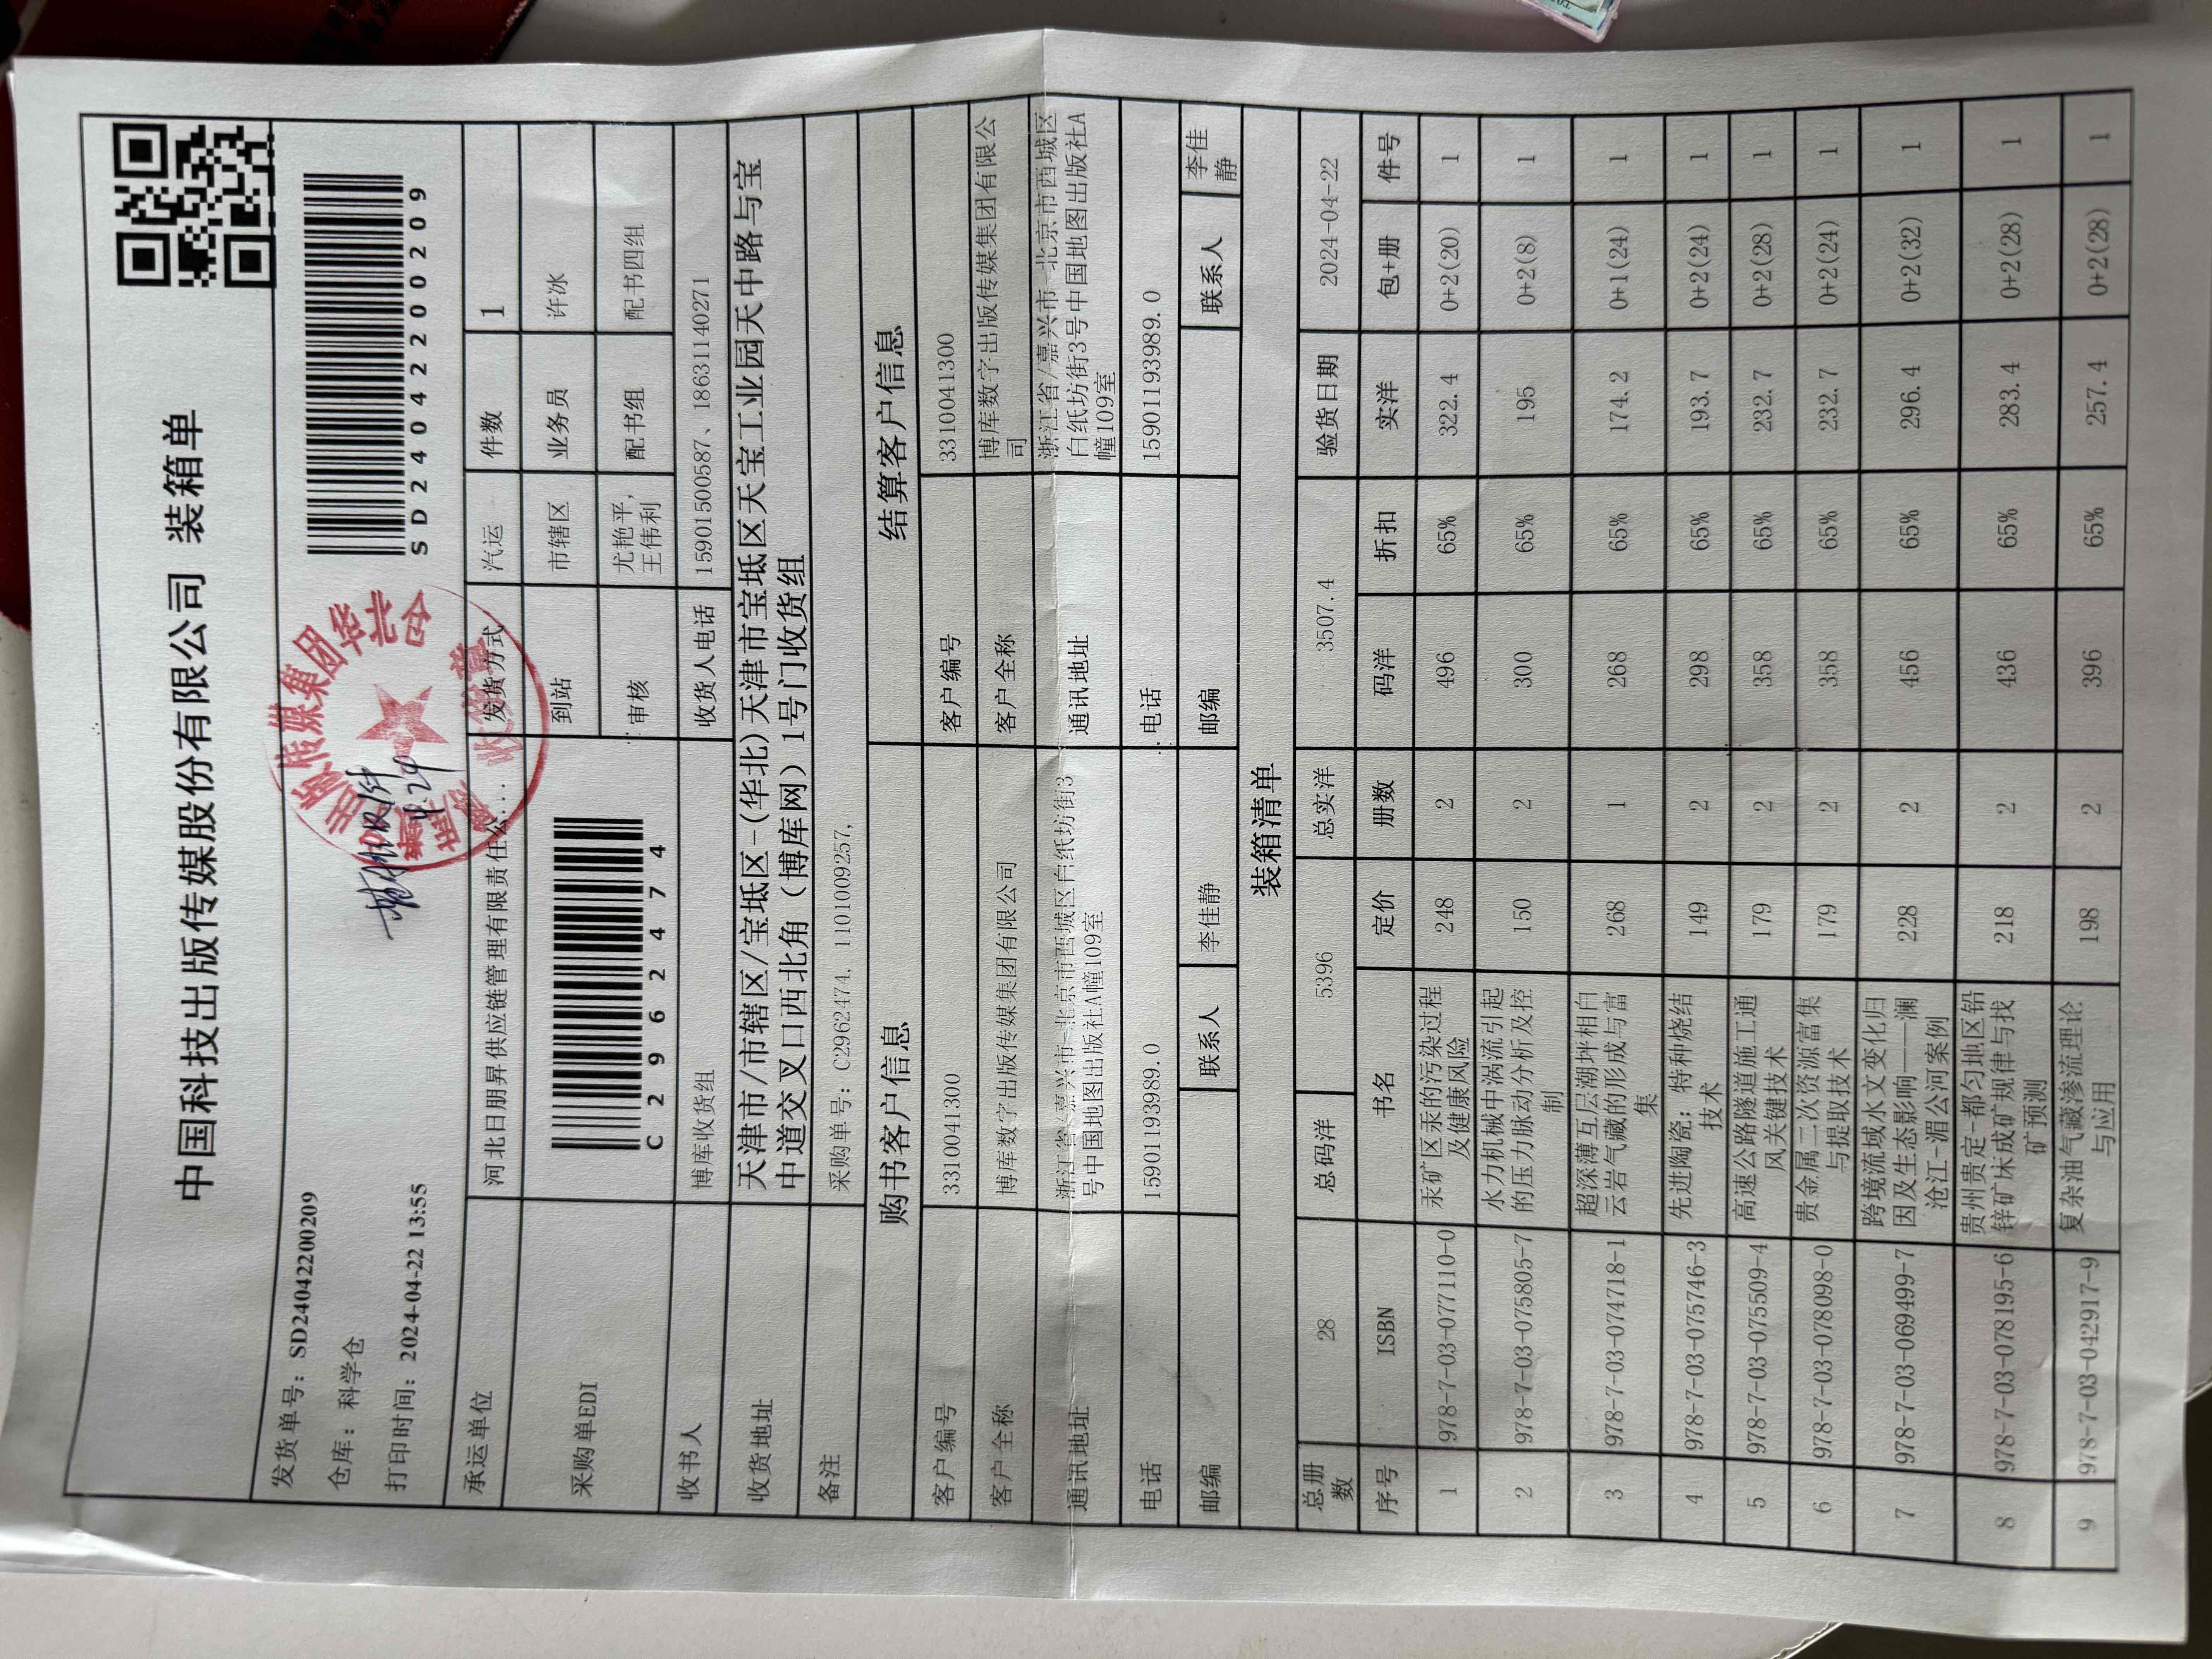 中国科技出版传媒股份有限公司 装箱单
发货单号：SD240422200209
仓库：科学仓
打印时间：2024-04-22 13:55
SD240422200209
4.24
承运单位 河北日朋昇供应链管理有限责任公... 发货方式 汽运 件数 1
采购单EDI C2962474 到站 市辖区 业务员 许冰
审核 尤艳平，
王伟利 配书组 配书四组
收书人 博库收货组 收货人电话 15901500587、18631140271
收货地址 天津市/市辖区/宝坻区-(华北)天津市宝坻区天宝工业园天中路与宝
中道交叉口西北角（博库网）1号门收货组
备注 采购单号：C2962474，1101009257,
购书客户信息 结算客户信息
客户编号 3310041300 客户编号 3310041300
客户全称 博库数字出版传媒集团有限公司 客户全称 博库数字出版传媒集团有限公
司
通讯地址 浙江省/嘉兴市-北京市西城区白纸坊街3
号中国地图出版社A幢109室 通讯地址 浙江省/嘉兴市-北京市西城区
白纸坊街3号中国地图出版社A
幢109室
电话 15901193989.0 电话 15901193989.0
邮编 联系人 李佳静 邮编 联系人 李佳
静
装箱清单
总册
数 28 总码洋 5396 总实洋 3507.4 验货日期 2024-04-22
序号 ISBN 书名 定价 册数 码洋 折扣 实洋 包+册 件号
1 978-7-03-077110-0 汞矿区汞的污染过程
及健康风险 248 2 496 65% 322.4 0+2(20) 1
2 978-7-03-075805-7 水力机械中涡流引起
的压力脉动分析及控
制 150 2 300 65% 195 0+2(8) 1
3 978-7-03-074718-1 超深薄互层潮坪相白
云岩气藏的形成与富
集 268 1 268 65% 174.2 0+1(24) 1
4 978-7-03-075746-3 先进陶瓷：特种烧结
技术 149 2 298 65% 193.7 0+2(24) 1
5 978-7-03-075509-4 高速公路隧道施工通
风关键技术 179 2 358 65% 232.7 0+2(28) 1
6 978-7-03-078098-0 贵金属二次资源富集
与提取技术 179 2 358 65% 232.7 0+2(24) 1
7 978-7-03-069499-7 跨境流域水文变化归
因及生态影响——澜
沧江-湄公河案例 228 2 456 65% 296.4 0+2(32) 1
8 978-7-03-078195-6 贵州贵定-都匀地区铅
锌矿床成矿规律与找
矿预测 218 2 436 65% 283.4 0+2(28) 1
9 978-7-03-042917-9 复杂油气藏渗流理论
与应用 198 2 396 65% 257.4 0+2(28) 1